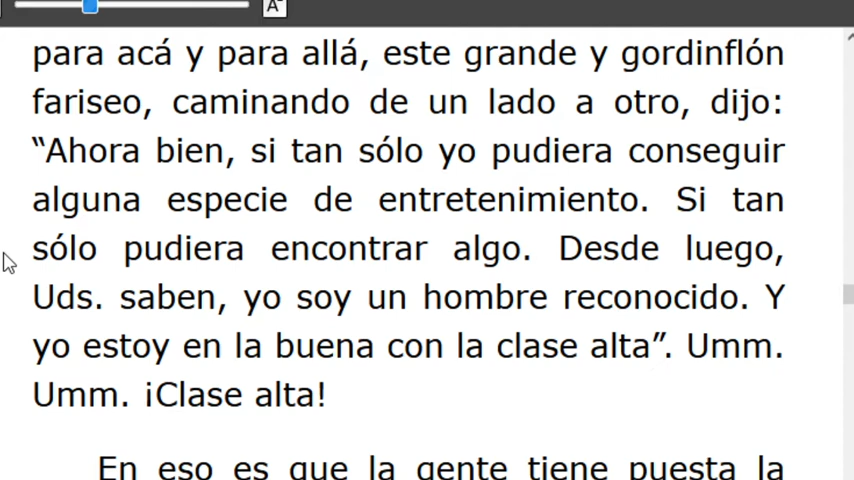 A
para acá y para allá, este grande y gordinflón
fariseo, caminando de un lado a otro, dijo:
“Ahora bien, si tan sólo yo pudiera conseguir
alguna especie de entretenimiento. Si tan
sólo pudiera encontrar algo. Desde luego,
Uds. saben, yo soy un hombre reconocido. Y
yo estoy en la buena con la clase alta”. Umm.
Umm. ¡Clase alta!
En eso es que la gente tiene puesta la